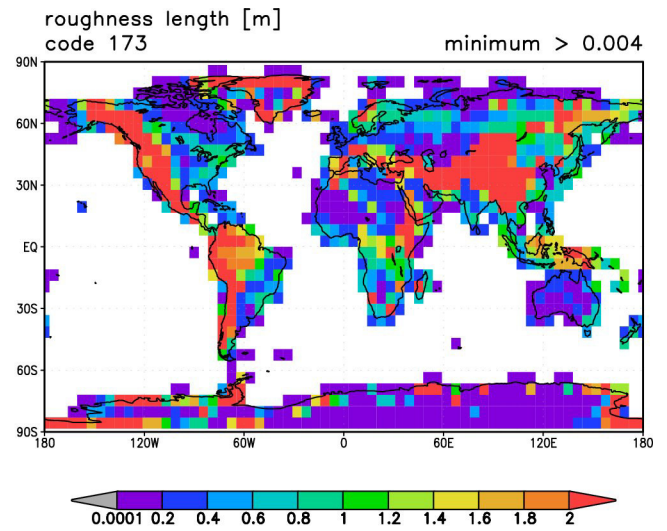 roughness length [m]
code 173 minimum > 0.004
90N
60N
30N
EQ
30S
60S
90S
180 120W 60W 0 60E 120E 180
0.0001 0.2 0.4 0.6 0.8 1 1.2 1.4 1.6 1.8 2